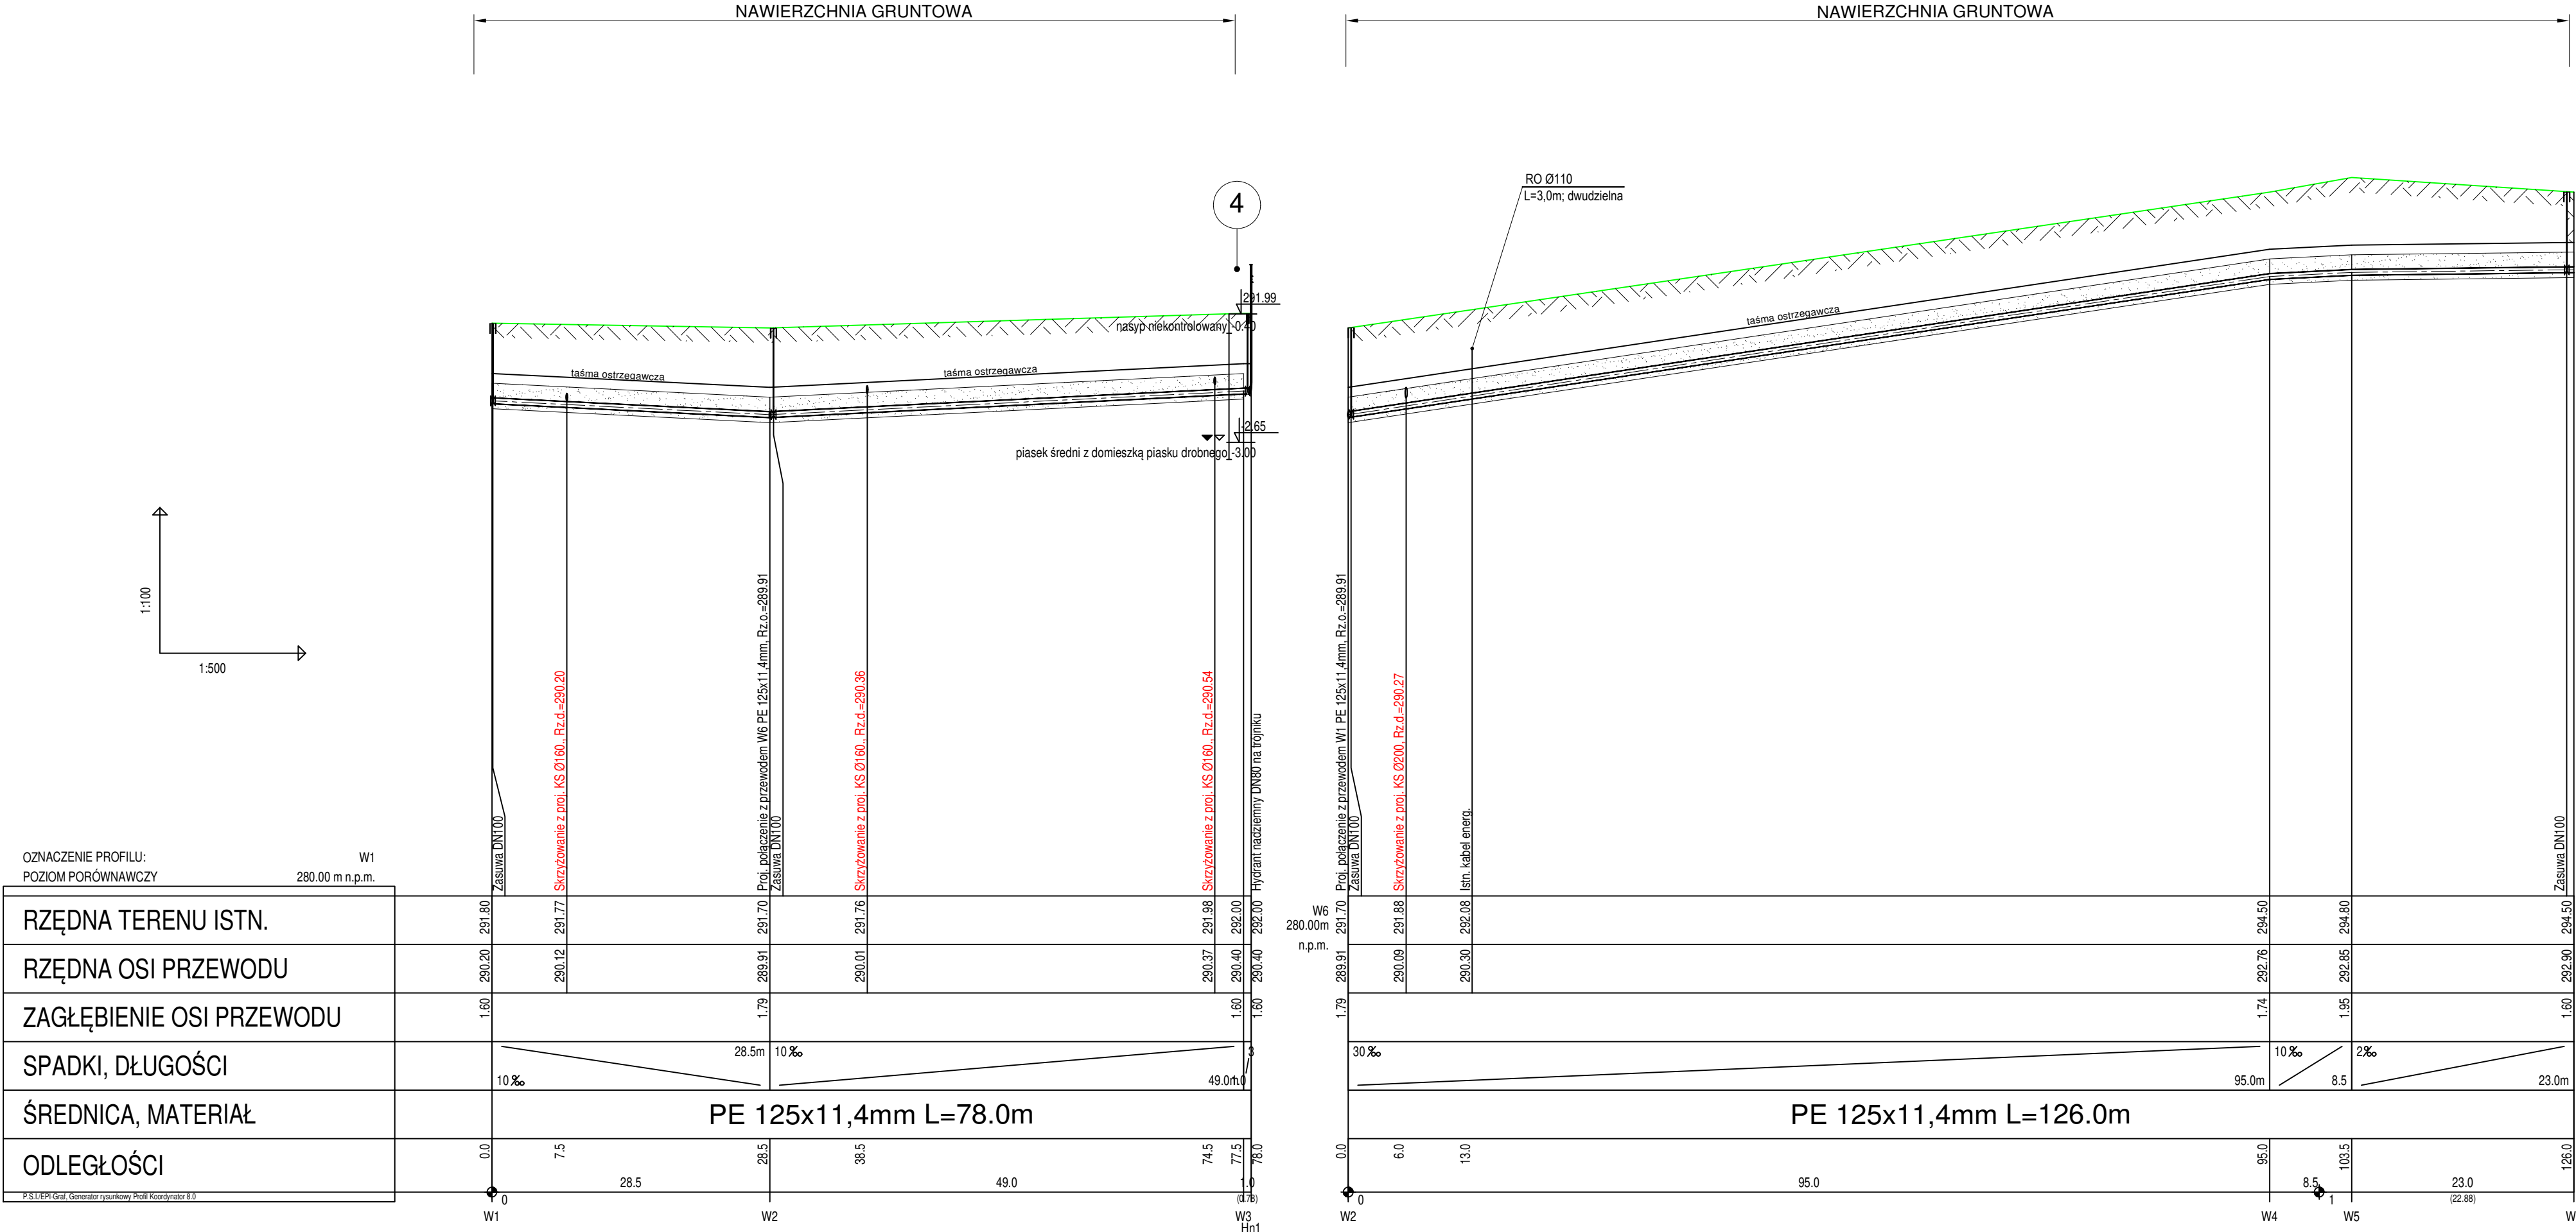 NAWIERZCHNIA GRUNTOWA
NAWIERZCHNIA GRUNTOWA
RO Ø110
L=3,0m; dwudzielna
4
291.99
nasyp niekontrolowany -0.40
taśma ostrzegawcza
taśma ostrzegawcza
taśma ostrzegawcza
-2.65
piasek średni z domieszką piasku drobnego -3.00
1:100
1:500
Zasuwa DN100
Skrzyżowanie z proj. KS Ø160., Rz.d.=290.20
Proj. połączenie z przewodem W6 PE 125x11,4mm, Rz.o.=289.91
Zasuwa DN100
Skrzyżowanie z proj. KS Ø160., Rz.d.=290.36
Skrzyżowanie z proj. KS Ø160., Rz.d.=290.54
Hydrant nadziemny DN80 na trójniku
Proj. połączenie z przewodem W1 PE 125x11,4mm, Rz.o.=289.91
Zasuwa DN100
Skrzyżowanie z proj. KS Ø200, Rz.d.=290.27
Istn. kabel energ.
Zasuwa DN100
OZNACZENIE PROFILU: W1
POZIOM PORÓWNAWCZY 280.00 m n.p.m.
W6
280.00m
n.p.m.
RZĘDNA TERENU ISTN. 291.80 291.77 291.70 291.76 291.98 292.00 292.00 291.70 291.88 292.08 294.50 294.80 294.50
RZĘDNA OSI PRZEWODU 290.20 290.12 289.91 290.01 290.37 290.40 290.40 289.91 290.09 290.30 292.76 292.85 292.90
ZAGŁĘBIENIE OSI PRZEWODU 1.60 1.79 1.60 1.60 1.79 1.74 1.95 1.60
SPADKI, DŁUGOŚCI 10‰ 28.5m 10‰ 49.0m 3 1.0 30‰ 95.0m 10‰ 8.5 2‰ 23.0m
ŚREDNICA, MATERIAŁ PE 125x11,4mm L=78.0m PE 125x11,4mm L=126.0m
ODLEGŁOŚCI 0.0 7.5 28.5 38.5 74.5 77.5 78.0 0.0 6.0 13.0 95.0 103.5 126.0
28.5 49.0 1.0 95.0 8.5 23.0
(0.78) (22.88)
P.S.I./EPI-Graf, Generator rysunkowy Profil Koordynator 8.0
0 0 1
W1 W2 W3 W2 W4 W5 W
Hn1